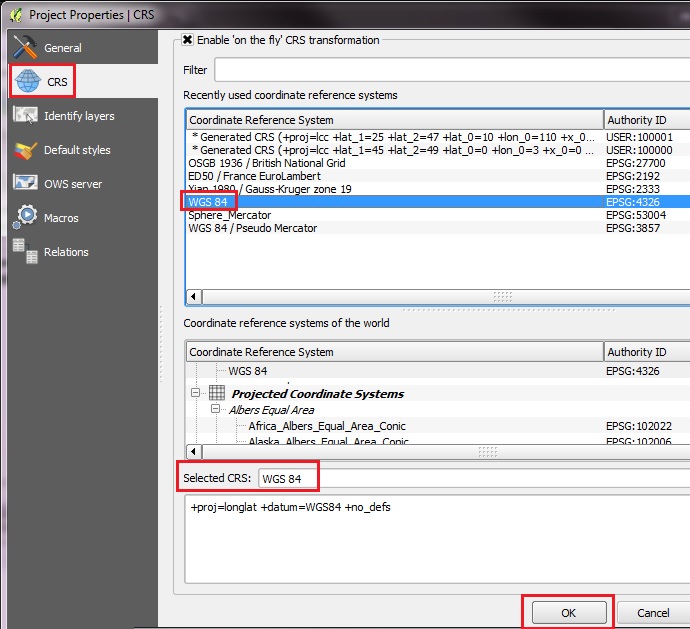 Project Properties | CRS
General
CRS
Identify layers
Default styles
OWS server
Macros
Relations
Enable 'on the fly' CRS transformation
Filter
Recently used coordinate reference systems
Coordinate Reference System Authority ID
* Generated CRS (+proj=lcc +lat_1=25 +lat_2=47 +lat_0=10 +lon_0=110 +x_0=... USER:100001
* Generated CRS (+proj=lcc +lat_1=45 +lat_2=49 +lat_0=0 +lon_0=3 +x_0=0 ... USER:100000
OSGB 1936 / British National Grid EPSG:27700
ED50 / France EuroLambert EPSG:2192
Xian 1980 / Gauss-Kruger zone 19 EPSG:2333
WGS 84 EPSG:4326
Sphere_Mercator EPSG:53004
WGS 84 / Pseudo Mercator EPSG:3857
Coordinate reference systems of the world
Coordinate Reference System Authority ID
WGS 84 EPSG:4326
Projected Coordinate Systems
Albers Equal Area
Africa_Albers_Equal_Area_Conic EPSG:102022
Alaska_Albers_Equal_Area_Conic EPSG:102006
Selected CRS: WGS 84
+proj=longlat +datum=WGS84 +no_defs
OK
Cancel